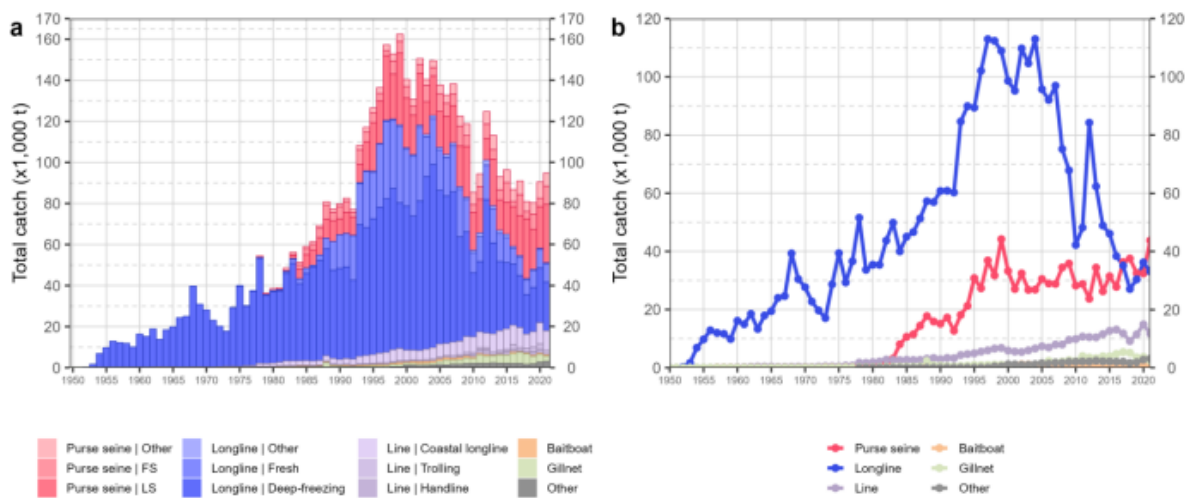 a
b
Total catch (x1,000 t)
170
160
140
120
100
80
60
40
20
0
170
160
140
120
100
80
60
40
20
0
1950 1955 1960 1965 1970 1975 1980 1985 1990 1995 2000 2005 2010 2015 2020
Total catch (x1,000 t)
120
100
80
60
40
20
0
120
100
80
60
40
20
0
1950 1955 1960 1965 1970 1975 1980 1985 1990 1995 2000 2005 2010 2015 2020
Purse seine | Other Longline | Other Line | Coastal longline Baitboat
Purse seine | FS Longline | Fresh Line | Trolling Gillnet
Purse seine | LS Longline | Deep-freezing Line | Handline Other
Purse seine Baitboat
Longline Gillnet
Line Other